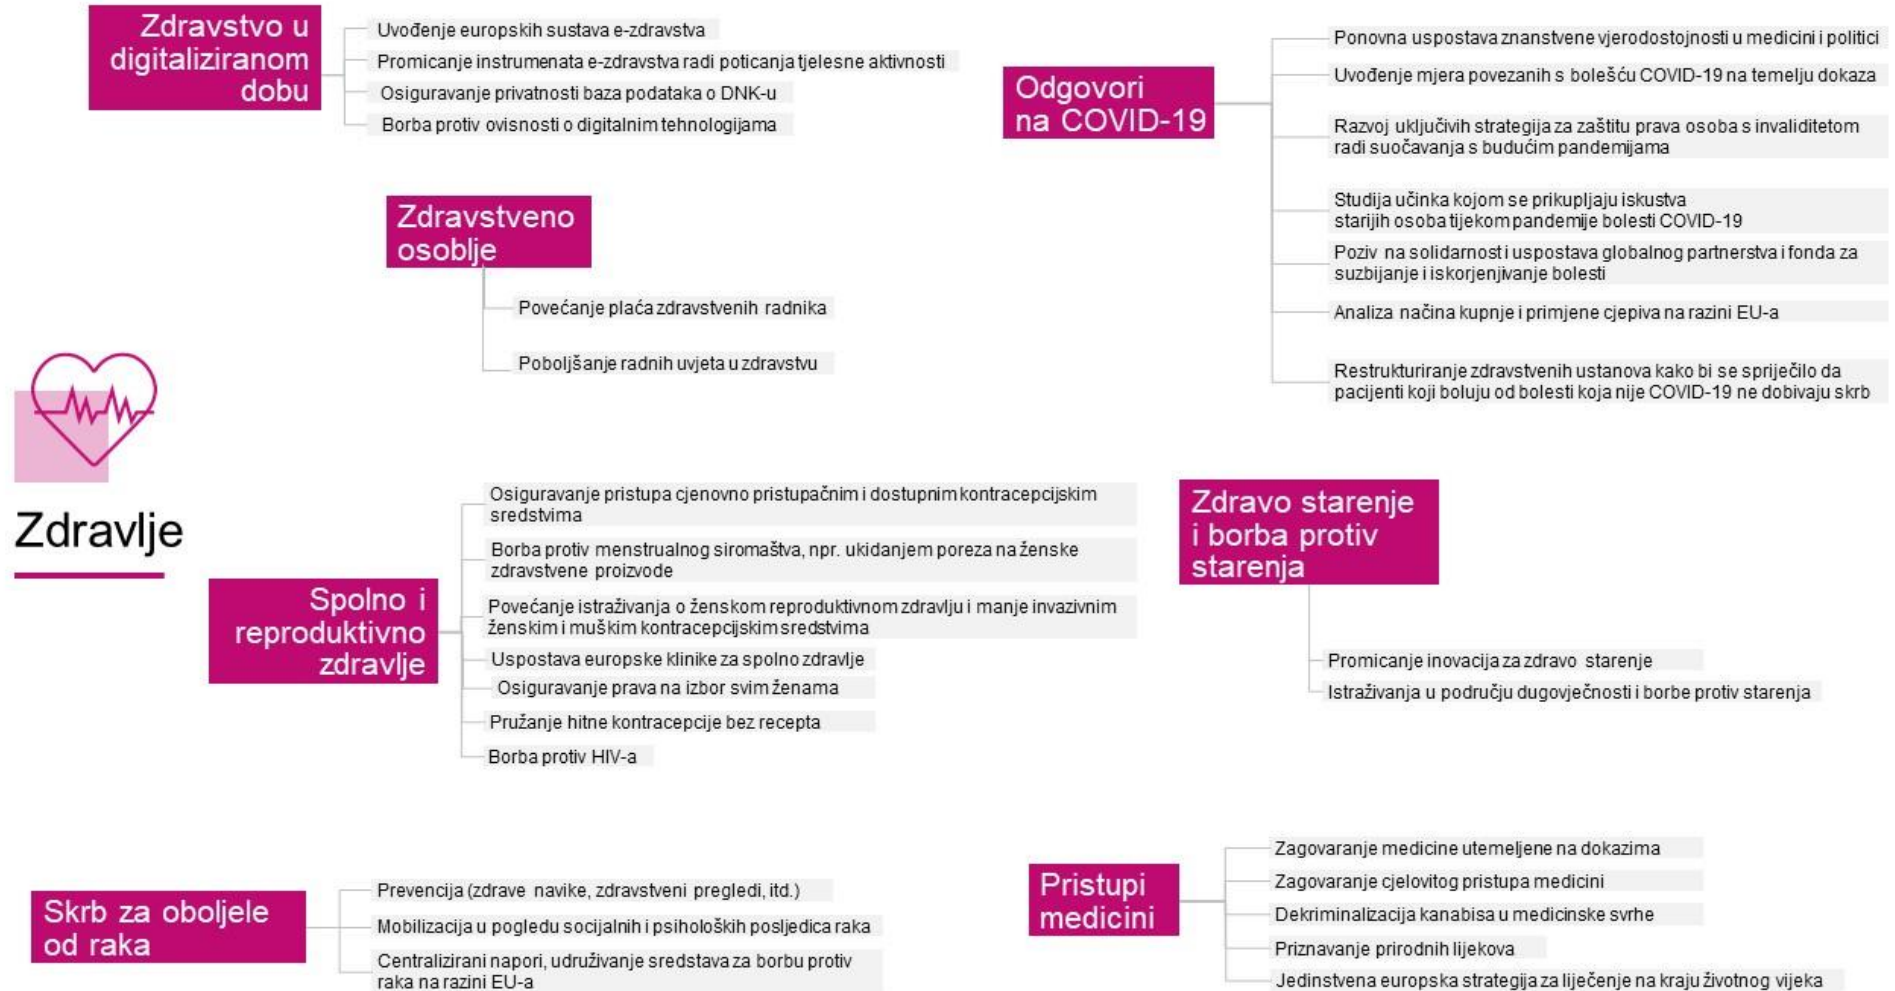 Zdravstvo u
digitaliziranom
dobu
Uvođenje europskih sustava e-zdravstva
Promicanje instrumenata e-zdravstva radi poticanja tjelesne aktivnosti
Osiguravanje privatnosti baza podataka o DNK-u
Borba protiv ovisnosti o digitalnim tehnologijama
Odgovori
na COVID-19
Ponovna uspostava znanstvene vjerodostojnosti u medicini i politici
Uvođenje mjera povezanih s bolešću COVID-19 na temelju dokaza
Razvoj uključivih strategija za zaštitu prava osoba s invaliditetom
radi suočavanja s budućim pandemijama
Studija učinka kojom se prikupljaju iskustva
starijih osoba tijekom pandemije bolesti COVID-19
Poziv na solidarnost i uspostava globalnog partnerstva i fonda za
suzbijanje i iskorjenjivanje bolesti
Analiza načina kupnje i primjene cjepiva na razini EU-a
Restrukturiranje zdravstvenih ustanova kako bi se spriječilo da
pacijenti koji boluju od bolesti koja nije COVID-19 ne dobivaju skrb
Zdravstveno
osoblje
Povećanje plaća zdravstvenih radnika
Poboljšanje radnih uvjeta u zdravstvu
Zdravlje
Spolno i
reproduktivno
zdravlje
Osiguravanje pristupa cjenovno pristupačnim i dostupnim kontracepcijskim
sredstvima
Borba protiv menstrualnog siromaštva, npr. ukidanjem poreza na ženske
zdravstvene proizvode
Povećanje istraživanja o ženskom reproduktivnom zdravlju i manje invazivnim
ženskim i muškim kontracepcijskim sredstvima
Uspostava europske klinike za spolno zdravlje
Osiguravanje prava na izbor svim ženama
Pružanje hitne kontracepcije bez recepta
Borba protiv HIV-a
Zdravo starenje
i borba protiv
starenja
Promicanje inovacija za zdravo starenje
Istraživanja u području dugovječnosti i borbe protiv starenja
Skrb za oboljele
od raka
Prevencija (zdrave navike, zdravstveni pregledi, itd.)
Mobilizacija u pogledu socijalnih i psiholoških posljedica raka
Centralizirani napori, udruživanje sredstava za borbu protiv
raka na razini EU-a
Pristupi
medicini
Zagovaranje medicine utemeljene na dokazima
Zagovaranje cjelovitog pristupa medicini
Dekriminalizacija kanabisa u medicinske svrhe
Priznavanje prirodnih lijekova
Jedinstvena europska strategija za liječenje na kraju životnog vijeka